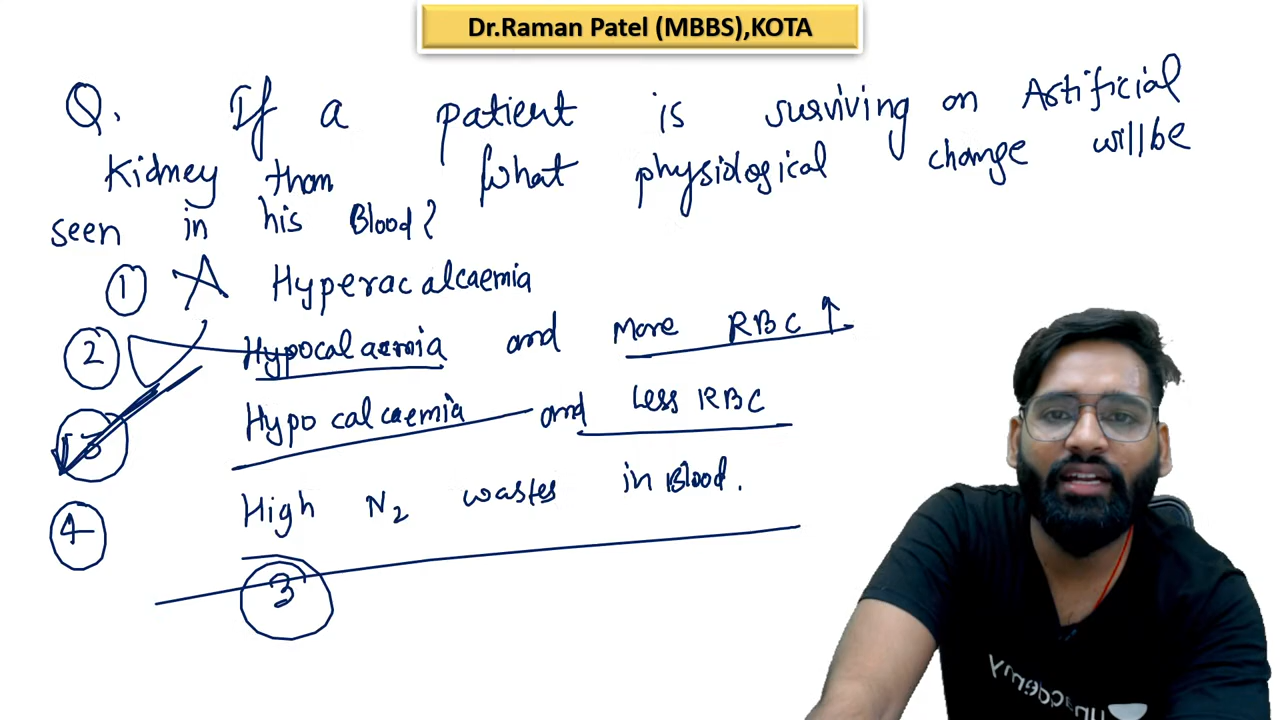 Dr.Raman Patel (MBBS),KOTA
Q. If a patient is surviving on Artificial
Kidney than what physiological change will be
seen in his Blood?
1 Hyperacalcaemia
2 Hypocalcaemia and More RBC ↑
3 Hypocalcaemia and Less RBC
4 High N2 wastes in Blood.
3
unacademy